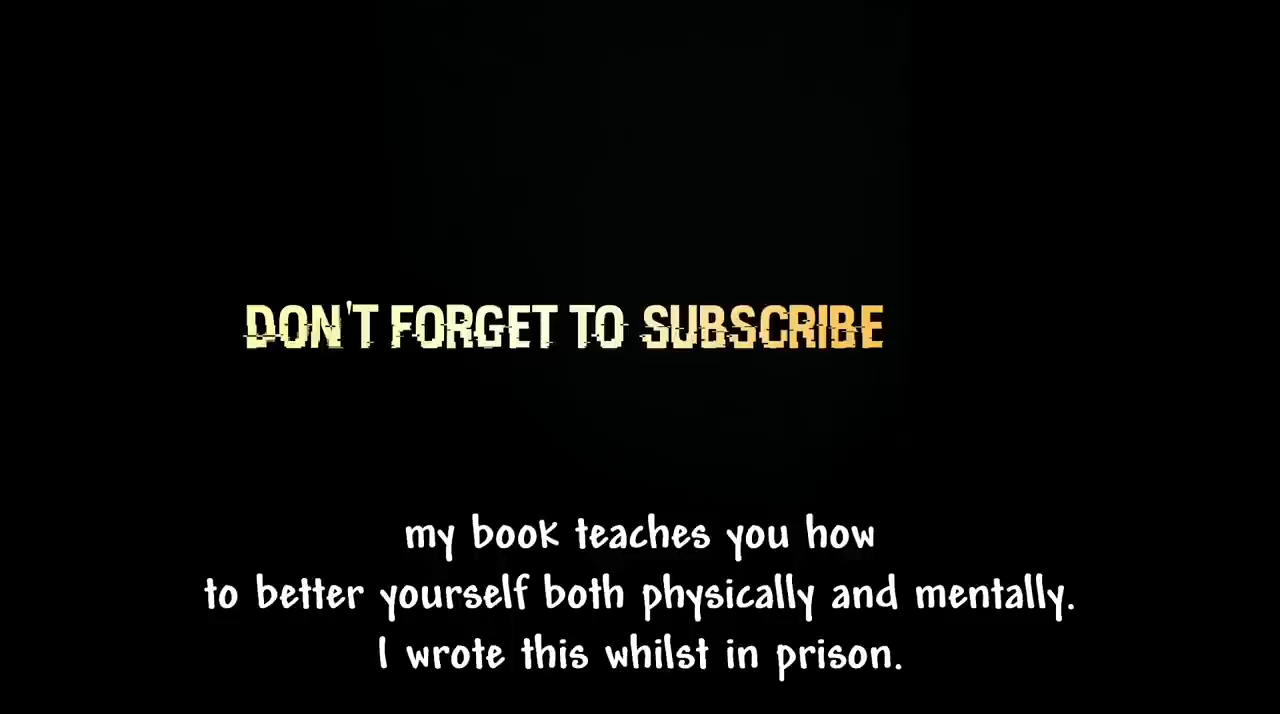 DON'T FORGET TO SUBSCRIBE
my book teaches you how
to better yourself both physically and mentally.
I wrote this whilst in prison.